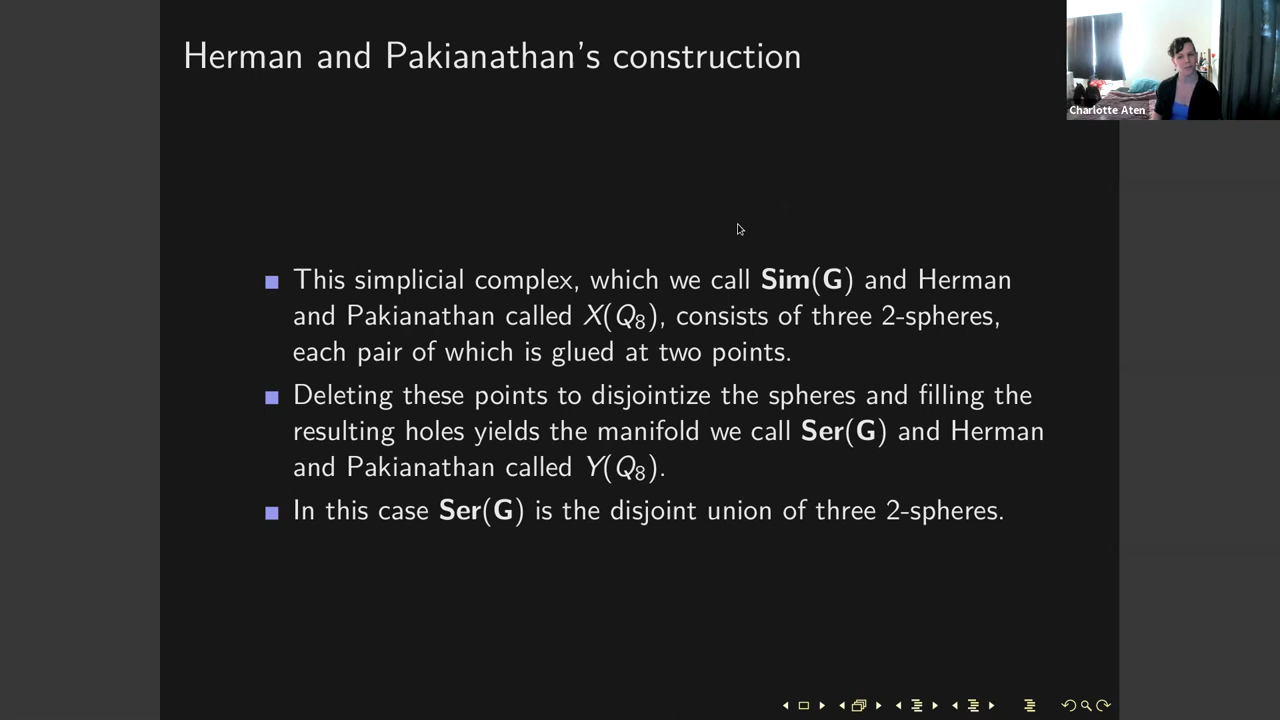 Herman and Pakianathan's construction
Charlotte Aten
This simplicial complex, which we call Sim(G) and Herman
and Pakianathan called X(Q₈), consists of three 2-spheres,
each pair of which is glued at two points.
Deleting these points to disjointize the spheres and filling the
resulting holes yields the manifold we call Ser(G) and Herman
and Pakianathan called Y(Q₈).
In this case Ser(G) is the disjoint union of three 2-spheres.